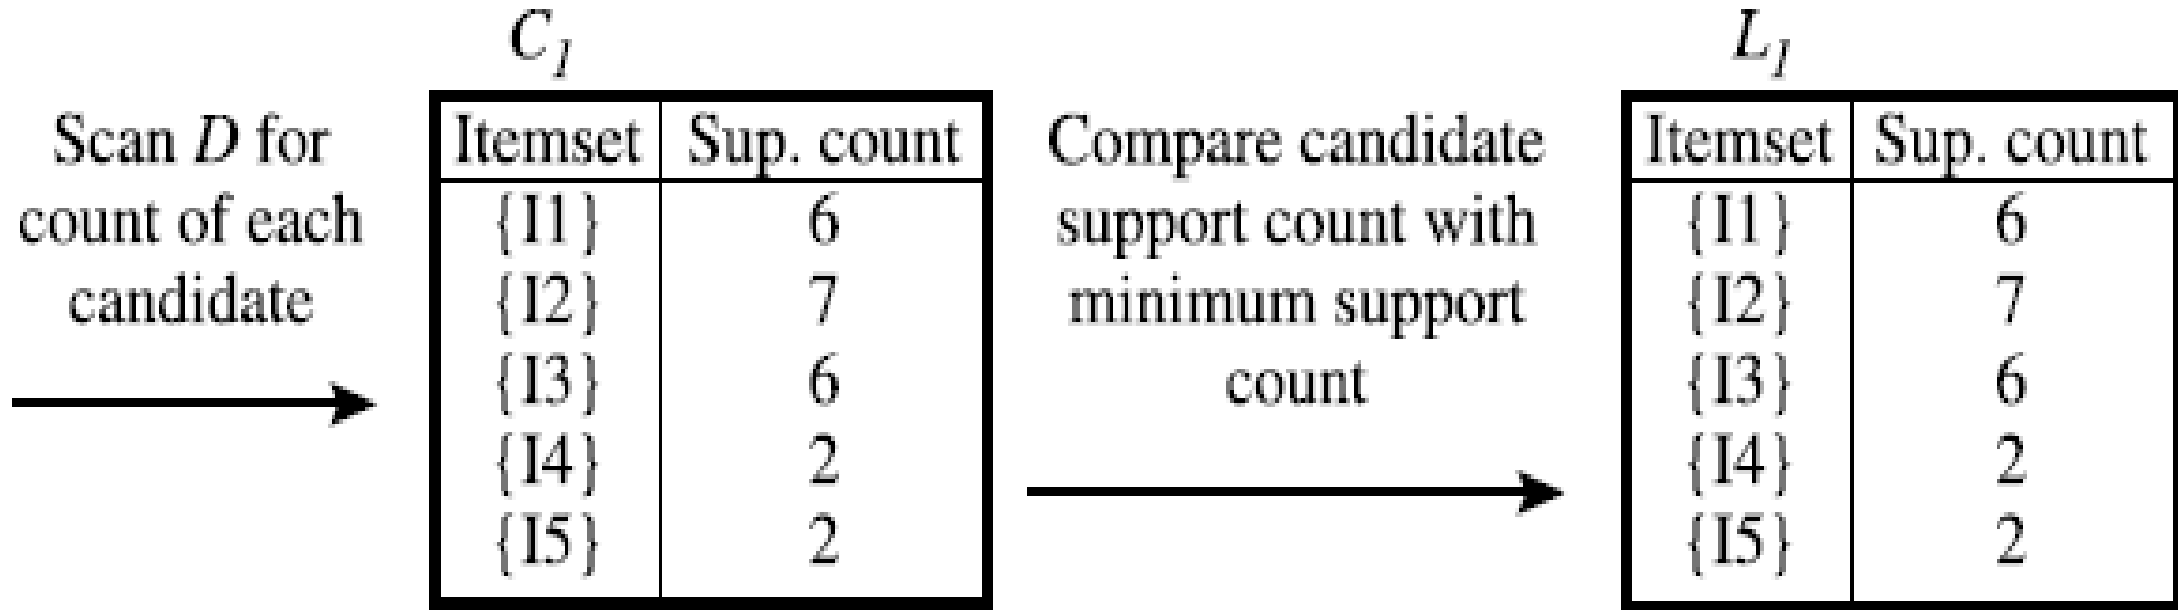 C1
Scan D for
count of each
candidate
Itemset Sup. count
{I1} 6
{I2} 7
{I3} 6
{I4} 2
{I5} 2
Compare candidate
support count with
minimum support
count
L1
Itemset Sup. count
{I1} 6
{I2} 7
{I3} 6
{I4} 2
{I5} 2